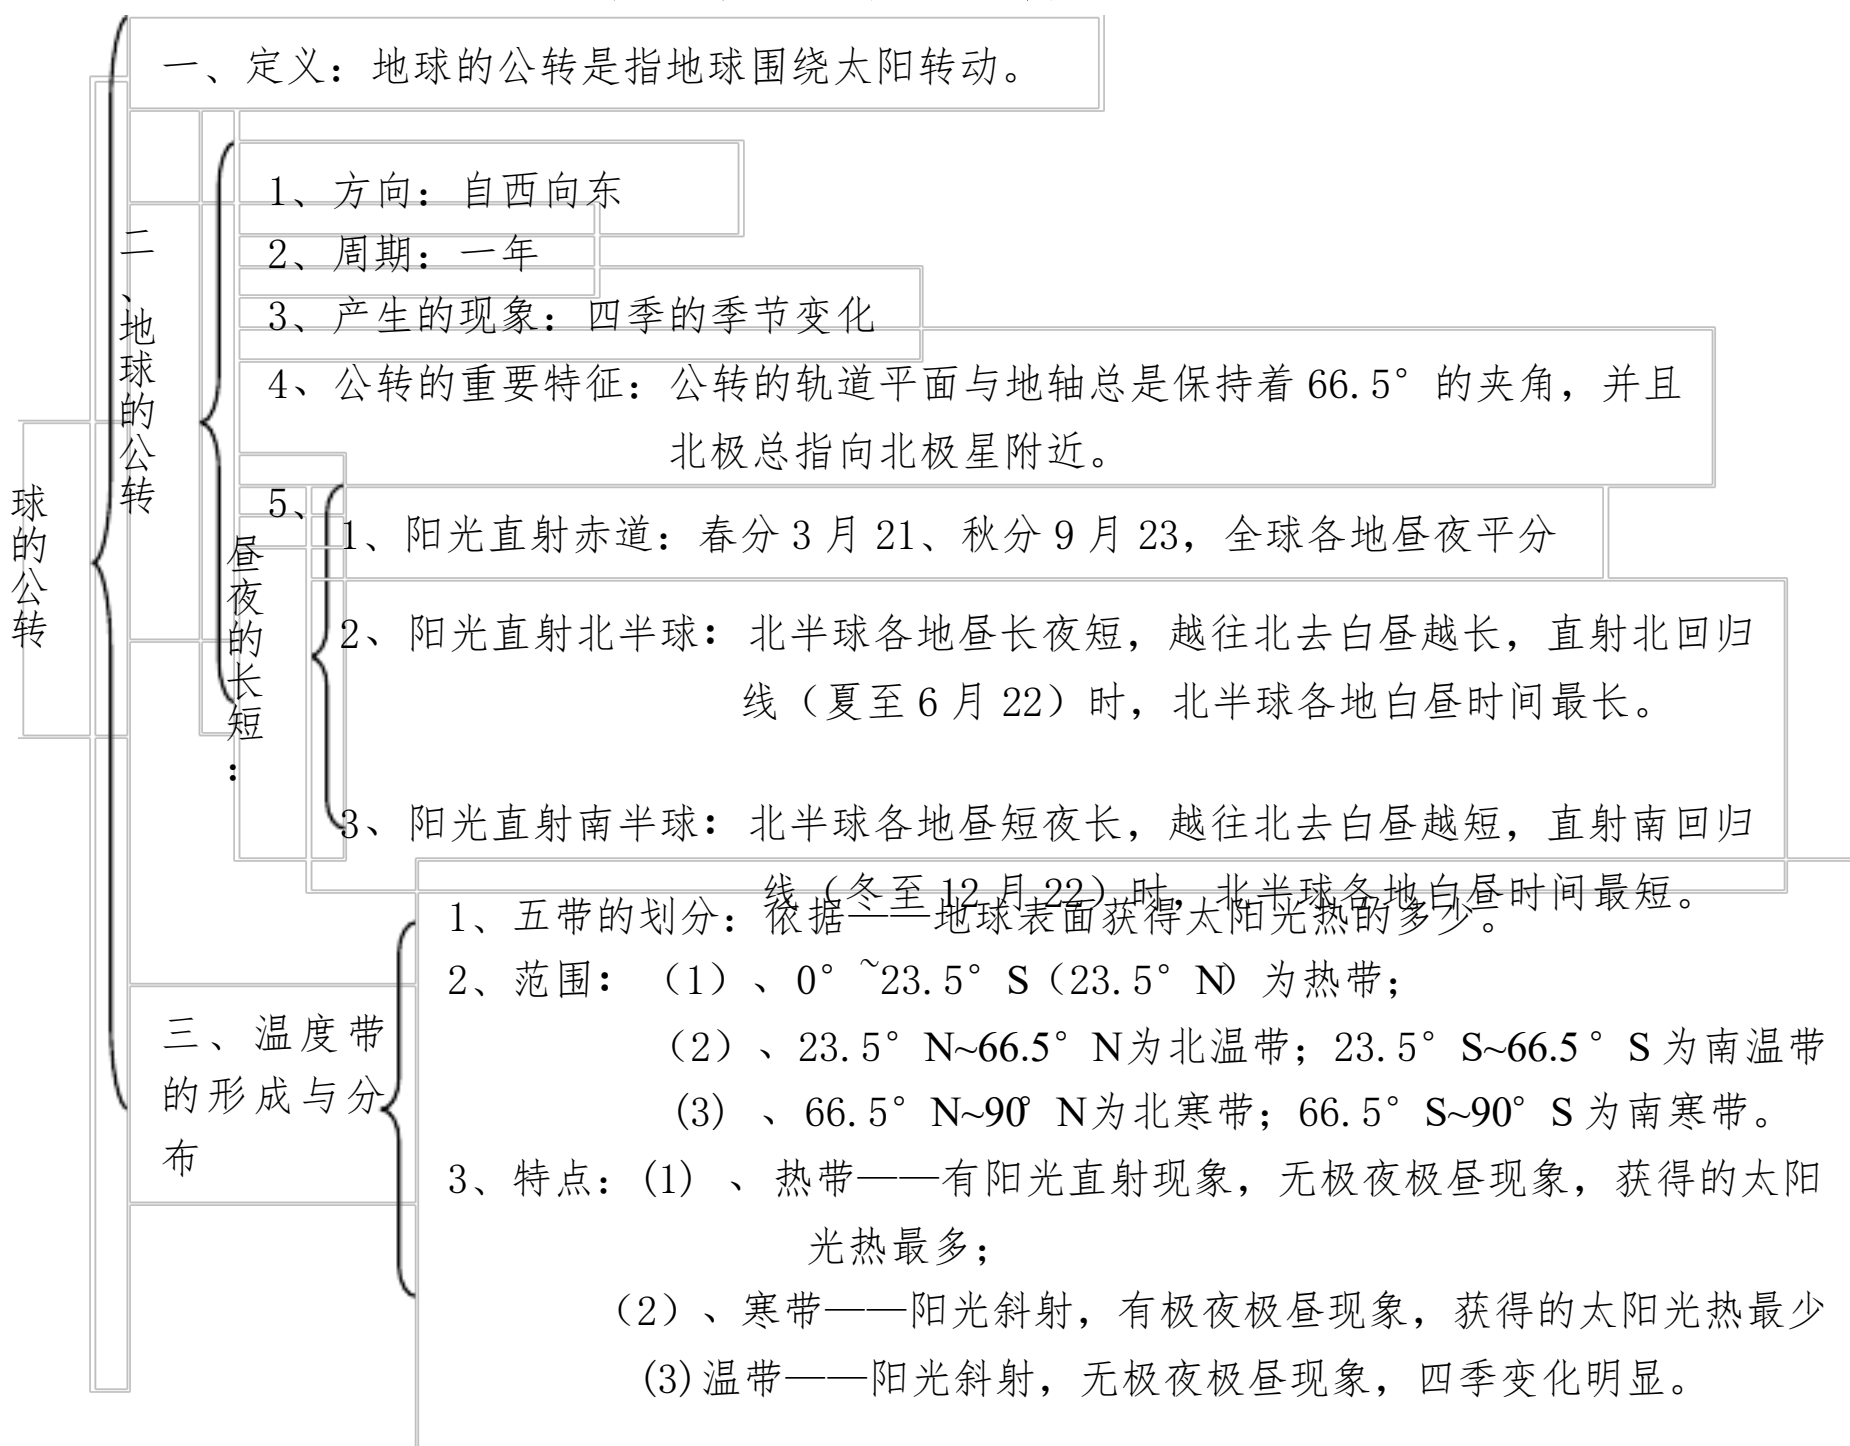 一、定义：地球的公转是指地球围绕太阳转动。
二、地球的公转
1、方向：自西向东
2、周期：一年
3、产生的现象：四季的季节变化
4、公转的重要特征：公转的轨道平面与地轴总是保持着 66.5°的夹角，并且
北极总指向北极星附近。
球的公转
5、
昼夜的长短：
1、阳光直射赤道：春分 3 月 21、秋分 9 月 23，全球各地昼夜平分
2、阳光直射北半球：北半球各地昼长夜短，越往北去白昼越长，直射北回归
线（夏至 6 月 22）时，北半球各地白昼时间最长。
3、阳光直射南半球：北半球各地昼短夜长，越往北去白昼越短，直射南回归
线（冬至 12 月 22）时，北半球各地白昼时间最短。
三、温度带
的形成与分
布
1、五带的划分：依据——地球表面获得太阳光热的多少。
2、范围：（1）、0°~23.5°S（23.5°N）为热带；
（2）、23.5°N~66.5°N为北温带；23.5°S~66.5°S 为南温带
(3) 、66.5°N~90°N为北寒带；66.5°S~90°S 为南寒带。
3、特点：(1) 、热带——有阳光直射现象，无极夜极昼现象，获得的太阳
光热最多；
（2）、寒带——阳光斜射，有极夜极昼现象，获得的太阳光热最少
(3)温带——阳光斜射，无极夜极昼现象，四季变化明显。